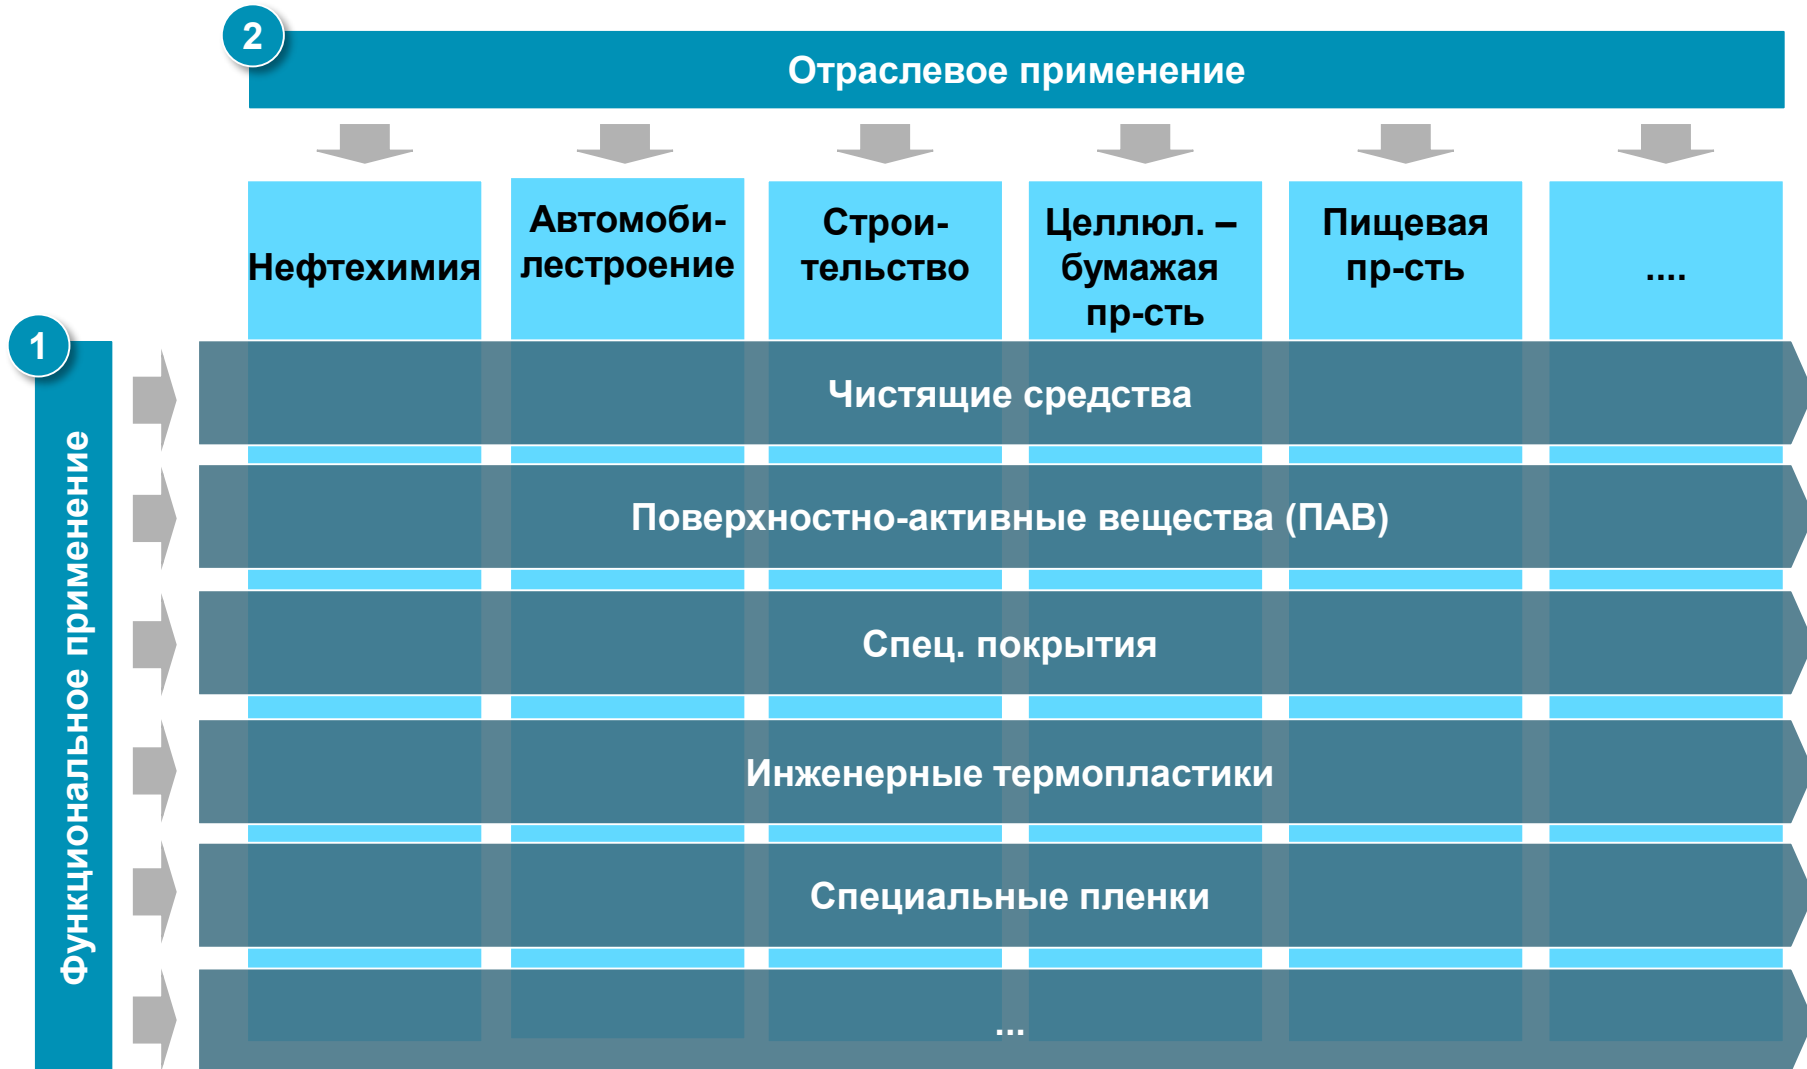 2
Отраслевое применение
Нефтехимия
Автомоби-
лестроение
Строи-
тельство
Целлюл. –
бумажая
пр-сть
Пищевая
пр-сть
....
1
Функциональное применение
Чистящие средства
Поверхностно-активные вещества (ПАВ)
Спец. покрытия
Инженерные термопластики
Специальные пленки
...